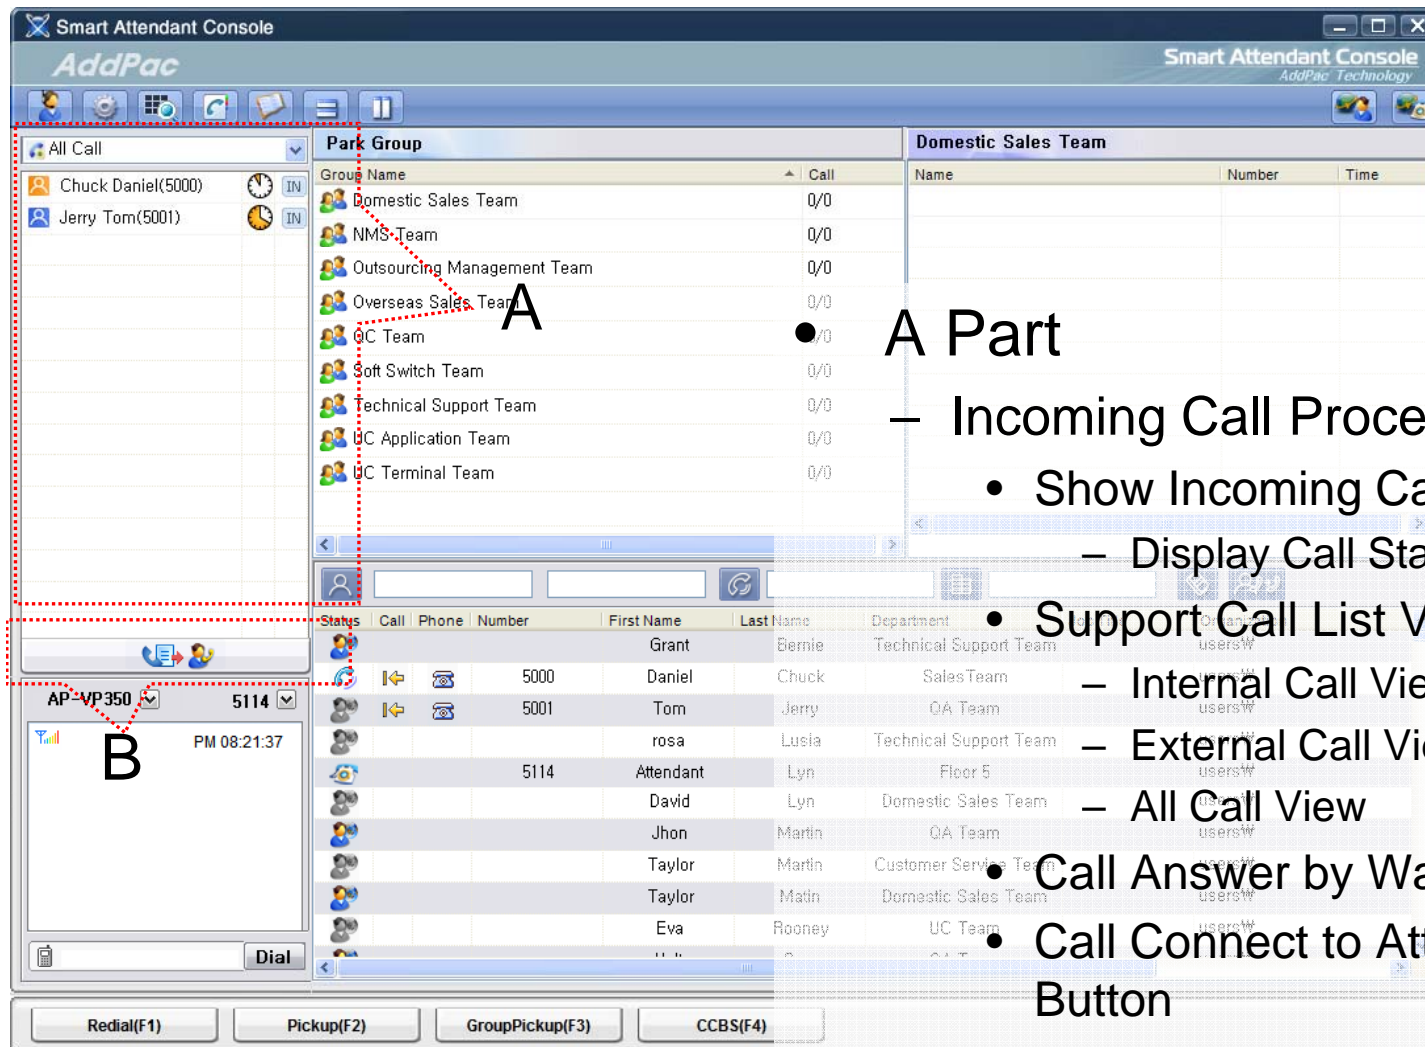 Smart Attendant Console
AddPac
Smart Attendant Console
AddPac Technology
All Call
Chuck Daniel(5000) IN
Jerry Tom(5001) IN
Park Group
Group Name Call
Domestic Sales Team 0/0
NMS Team 0/0
Outsourcing Management Team 0/0
Overseas Sales Team 0/0
QC Team 0/0
Soft Switch Team 0/0
Technical Support Team 0/0
UC Application Team 0/0
UC Terminal Team 0/0
Domestic Sales Team
Name Number Time
A
• A Part
– Incoming Call Proce
• Show Incoming Ca
– Display Call Sta
• Support Call List V
– Internal Call Vie
– External Call Vi
– All Call View
• Call Answer by Wa
• Call Connect to Att
Button
Status Call Phone Number First Name Last Name Department
Grant Bernie Technical Support Team users₩
5000 Daniel Chuck SalesTeam
5001 Tom Jerry QA Team users₩
rosa Lusia Technical Support Team
5114 Attendant Lyn Floor 5 users₩
David Lyn Domestic Sales Team
Jhon Martin QA Team users₩
Taylor Martin Customer Service Team
Taylor Matin Domestic Sales Team users₩
Eva Rooney UC Team users₩
AP-VP350 5114
B
PM 08:21:37
Dial
Redial(F1) Pickup(F2) GroupPickup(F3) CCBS(F4)